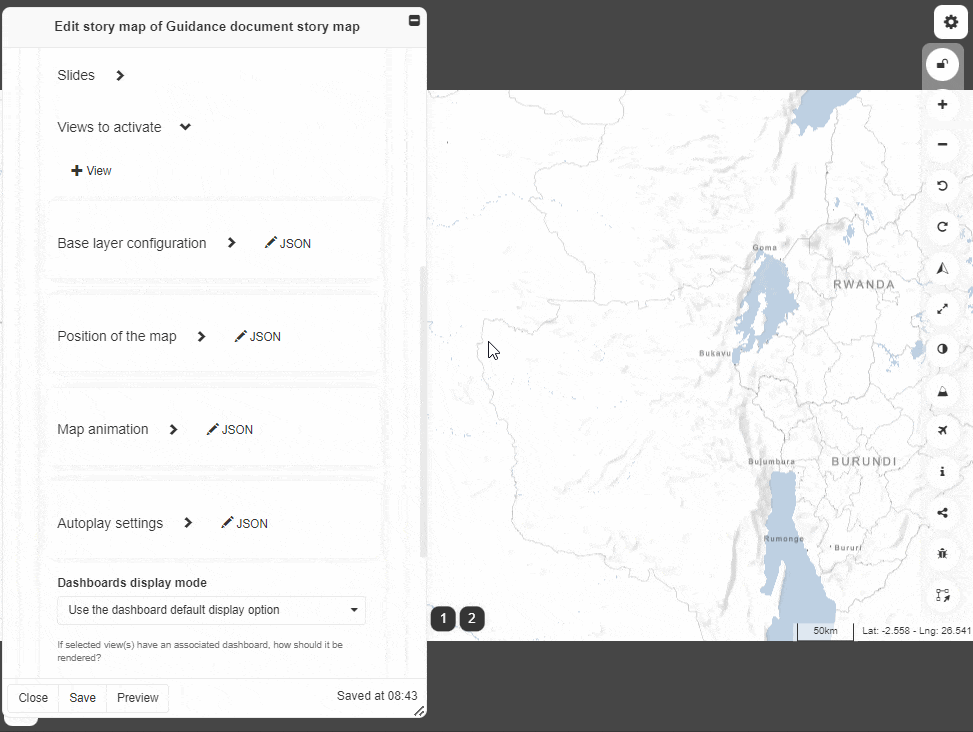 Edit story map of Guidance document story map
Slides
Views to activate
View
Base layer configuration
JSON
Position of the map
JSON
Map animation
JSON
Autoplay settings
JSON
Dashboards display mode
Use the dashboard default display option
If selected view(s) have an associated dashboard, how should it be
rendered?
Close
Save
Preview
Saved at 08:43
Goma
RWANDA
Bukavu
Bujumbura
BURUNDI
Rumonge
Bururi
1
2
50km
Lat: -2.558 - Lng: 26.541